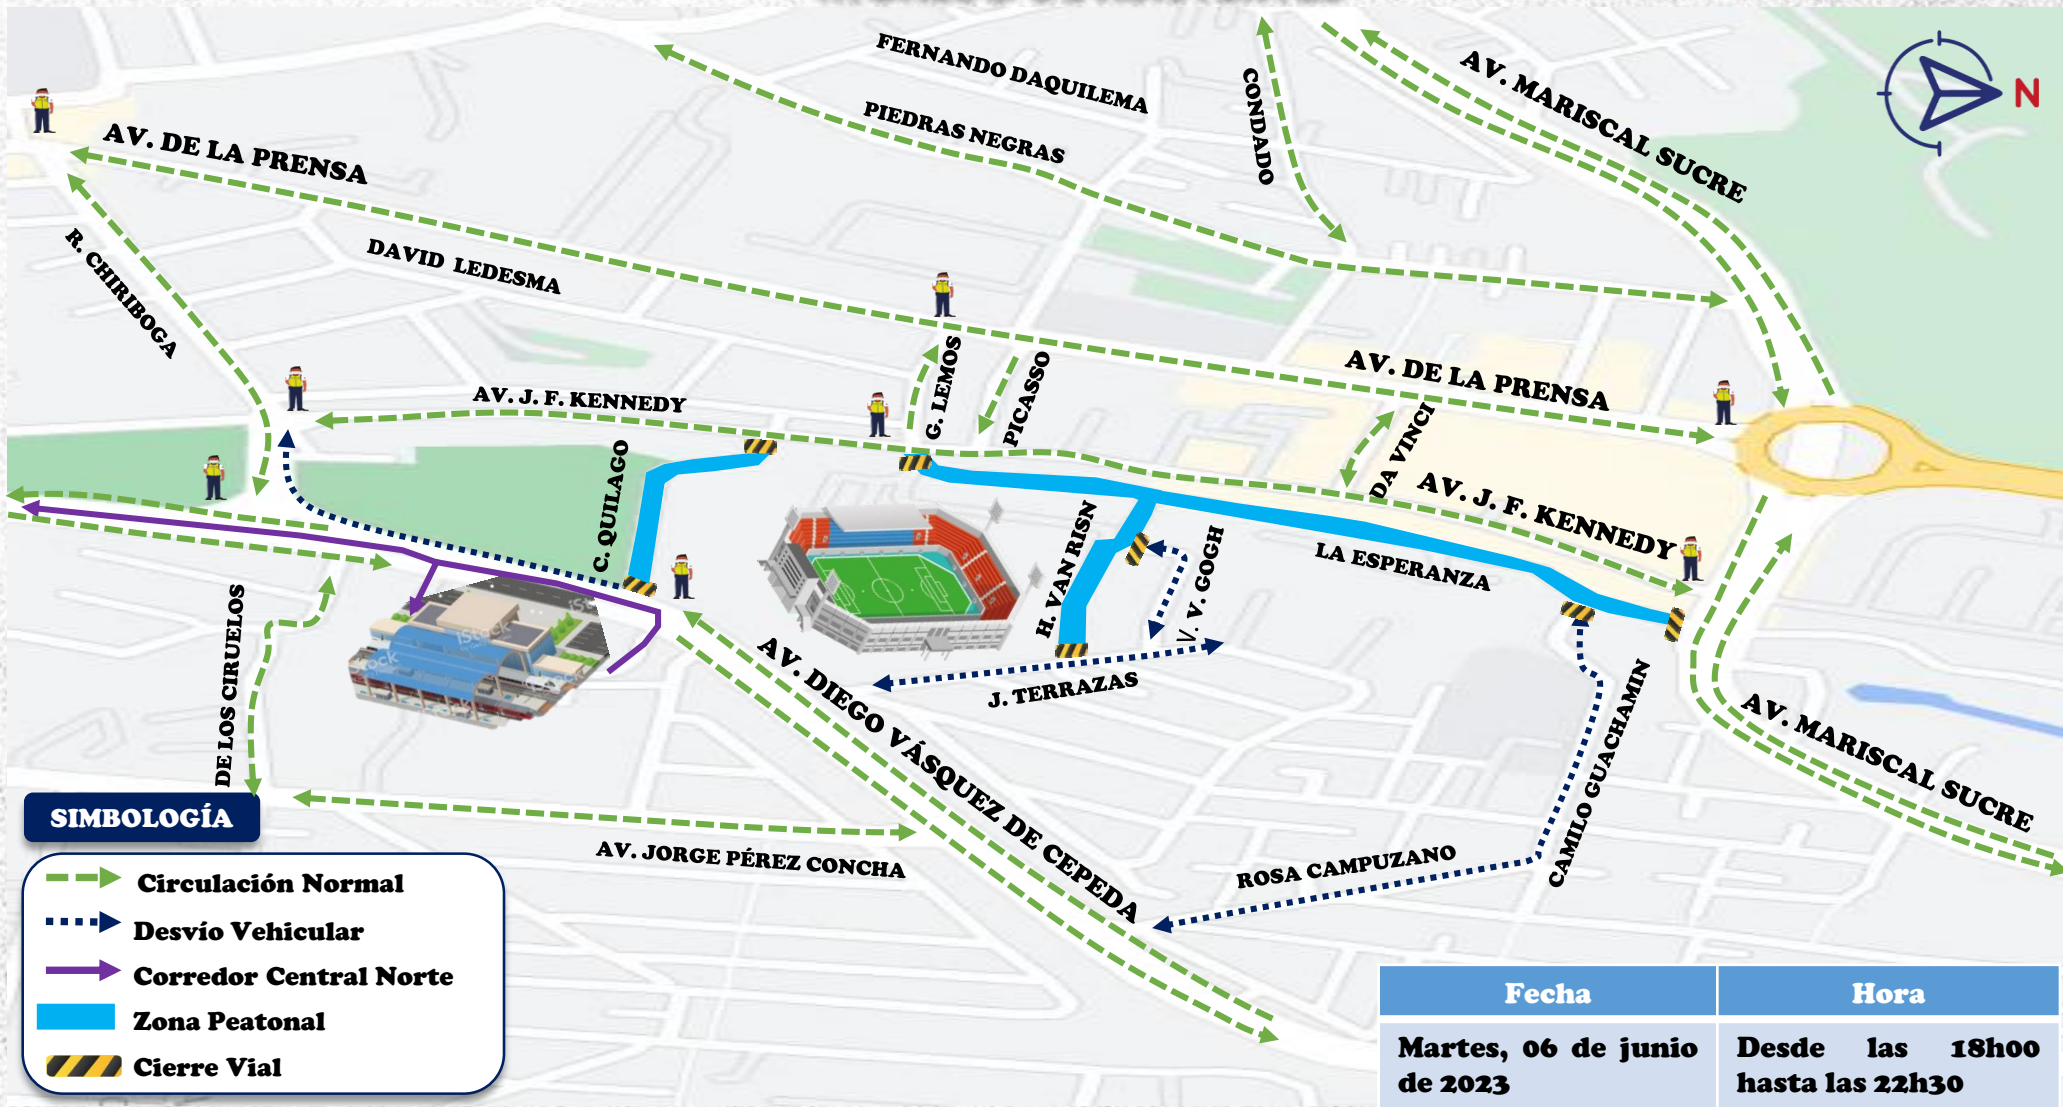 FERNANDO DAQUILEMA
PIEDRAS NEGRAS
CONDADO
AV. MARISCAL SUCRE
N
AV. DE LA PRENSA
R. CHIRIBOGA
DAVID LEDESMA
AV. J. F. KENNEDY
G. LEMOS
PICASSO
AV. DE LA PRENSA
DA VINCI
AV. J. F. KENNEDY
C. QUILAGO
H. VAN RISN
V. V. GOGH
LA ESPERANZA
DE LOS CIRUELOS
iStock
J. TERRAZAS
AV. DIEGO VÁSQUEZ DE CEPEDA
CAMILO GUACHAMIN
AV. MARISCAL SUCRE
AV. JORGE PÉREZ CONCHA
ROSA CAMPUZANO
SIMBOLOGÍA
Circulación Normal
Desvío Vehicular
Corredor Central Norte
Zona Peatonal
Cierre Vial
Fecha
Hora
Martes, 06 de junio
de 2023
Desde las 18h00
hasta las 22h30